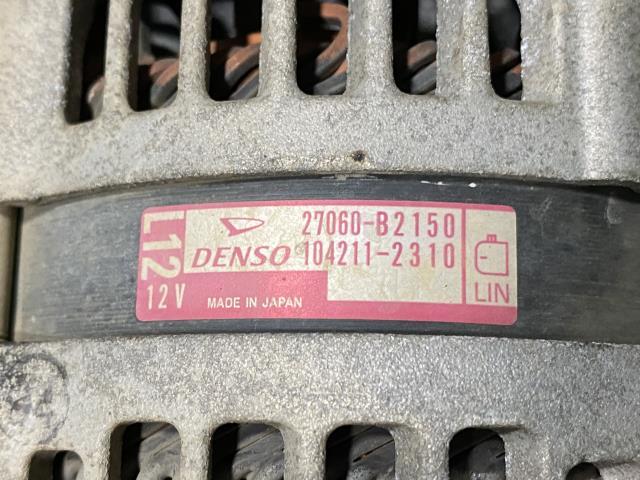 L12
27060-B2150
DENSO 104211-2310
12V MADE IN JAPAN
LIN